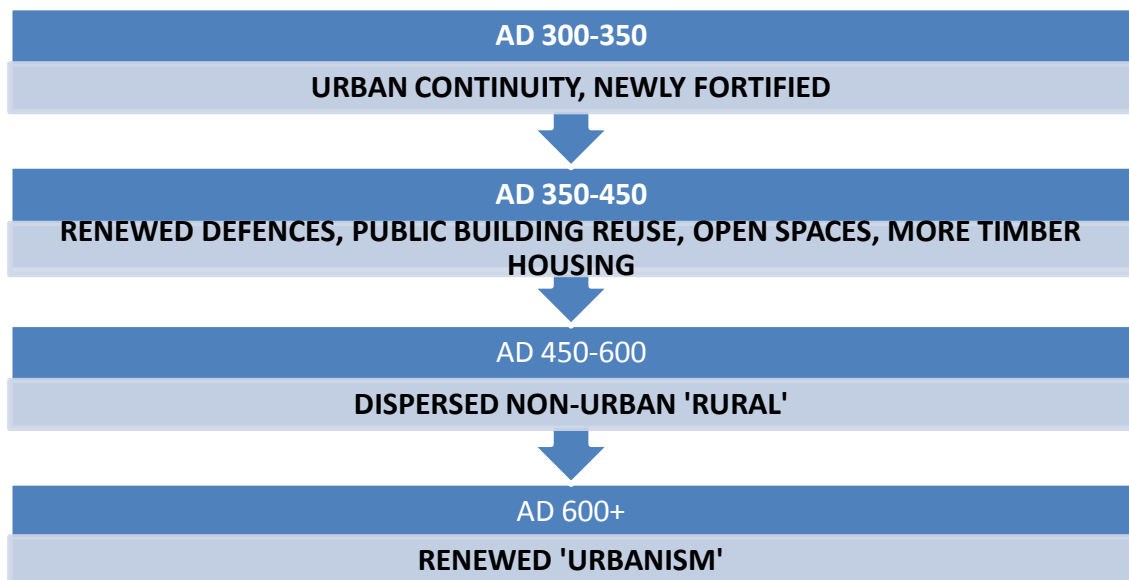 AD 300-350
URBAN CONTINUITY, NEWLY FORTIFIED
AD 350-450
RENEWED DEFENCES, PUBLIC BUILDING REUSE, OPEN SPACES, MORE TIMBER
HOUSING
AD 450-600
DISPERSED NON-URBAN 'RURAL'
AD 600+
RENEWED 'URBANISM'